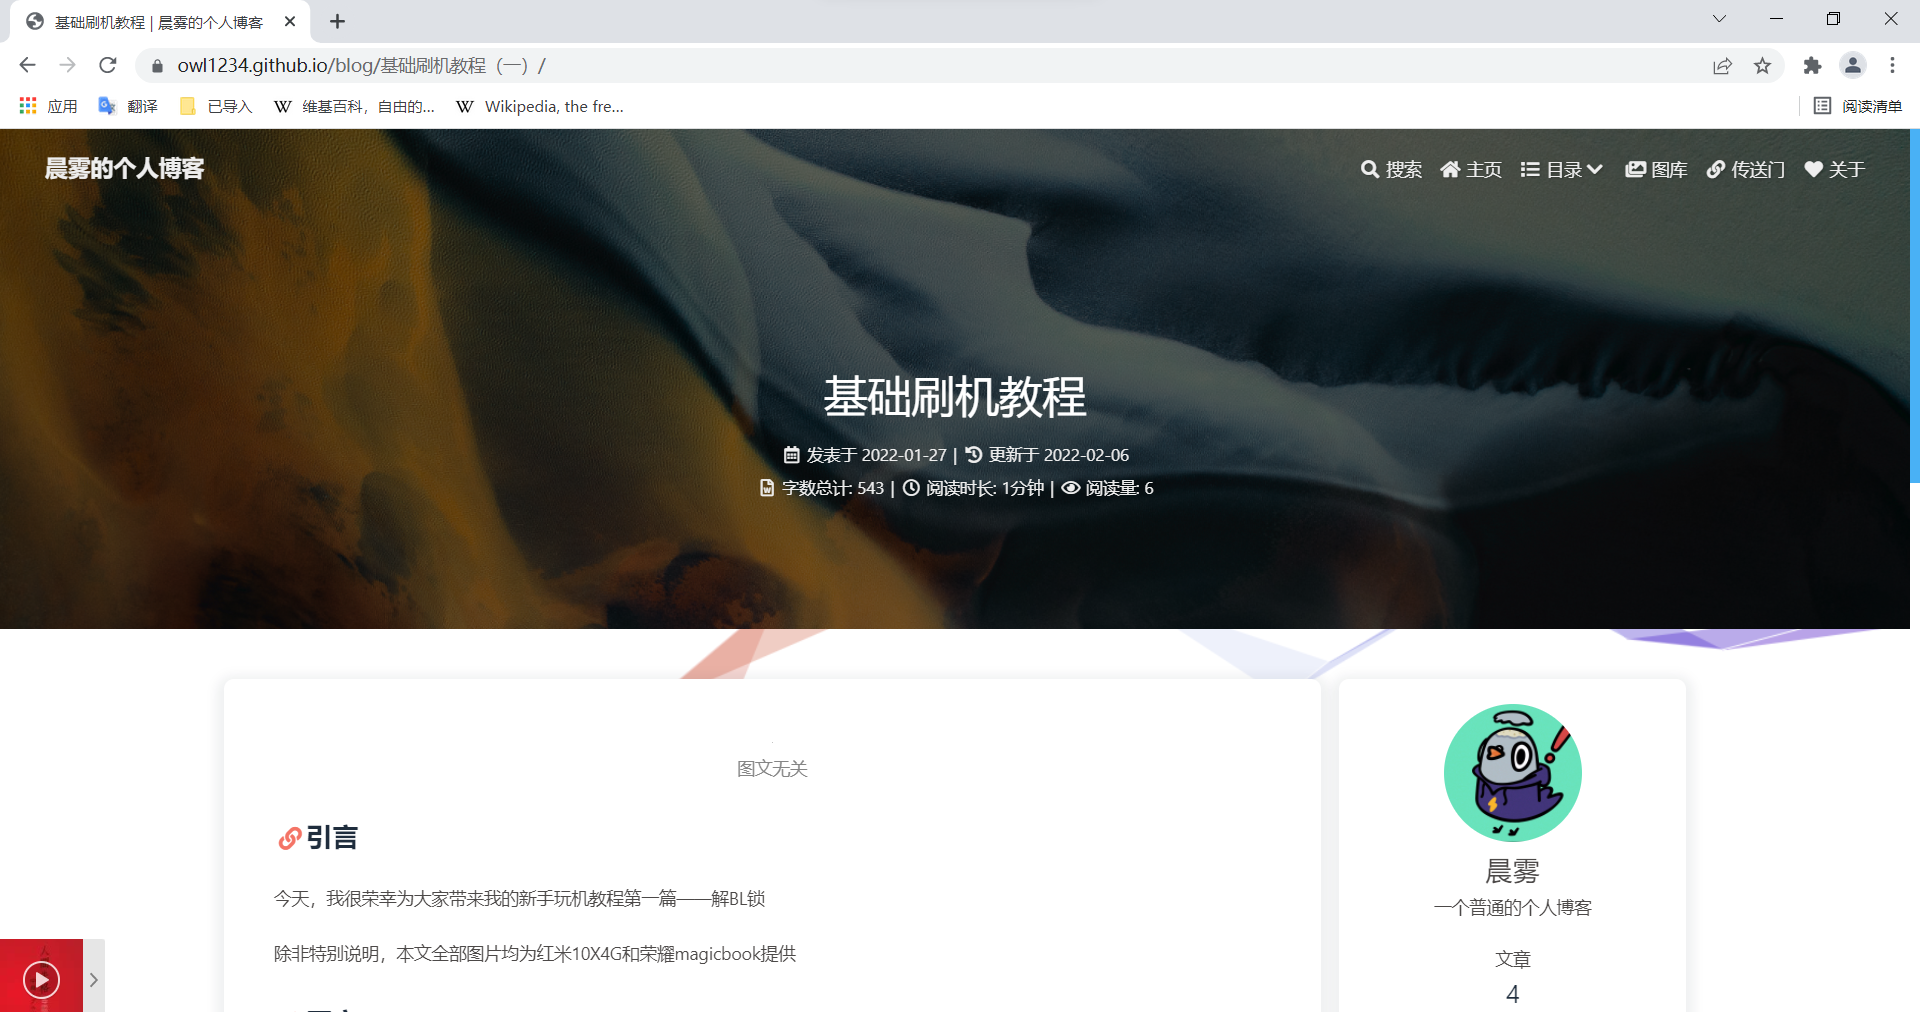 基础刷机教程 | 晨雾的个人博客
owl1234.github.io/blog/基础刷机教程（一）/
应用 翻译 已导入 维基百科，自由的... Wikipedia, the fre... 阅读清单
晨雾的个人博客 搜索 主页 目录 图库 传送门 关于
基础刷机教程
发表于 2022-01-27 | 更新于 2022-02-06
字数总计: 543 | 阅读时长: 1分钟 | 阅读量: 6
图文无关
引言
今天，我很荣幸为大家带来我的新手玩机教程第一篇——解BL锁
除非特别说明，本文全部图片均为红米10X4G和荣耀magicbook提供
晨雾
一个普通的个人博客
文章
4